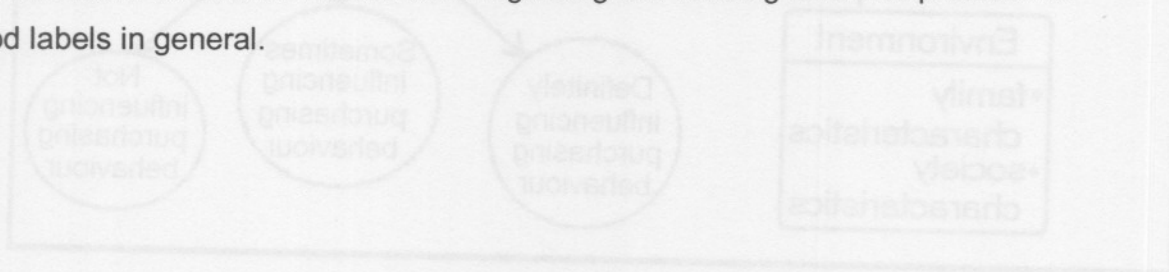 d labels in general.
Environment
• family
characteristics
• society
characteristics
Definitely
influencing
purchasing
behaviour
Sometimes
influencing
purchasing
behaviour
Not
influencing
purchasing
behaviour